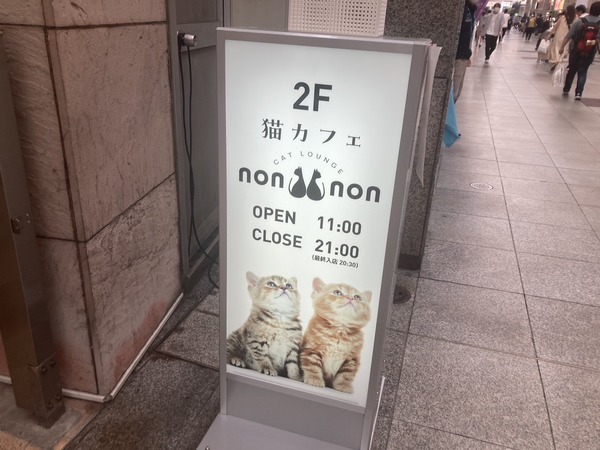 2F
猫カフェ
CAT LOUNGE
non non
OPEN 11:00
CLOSE 21:00
(最終入店 20:30)